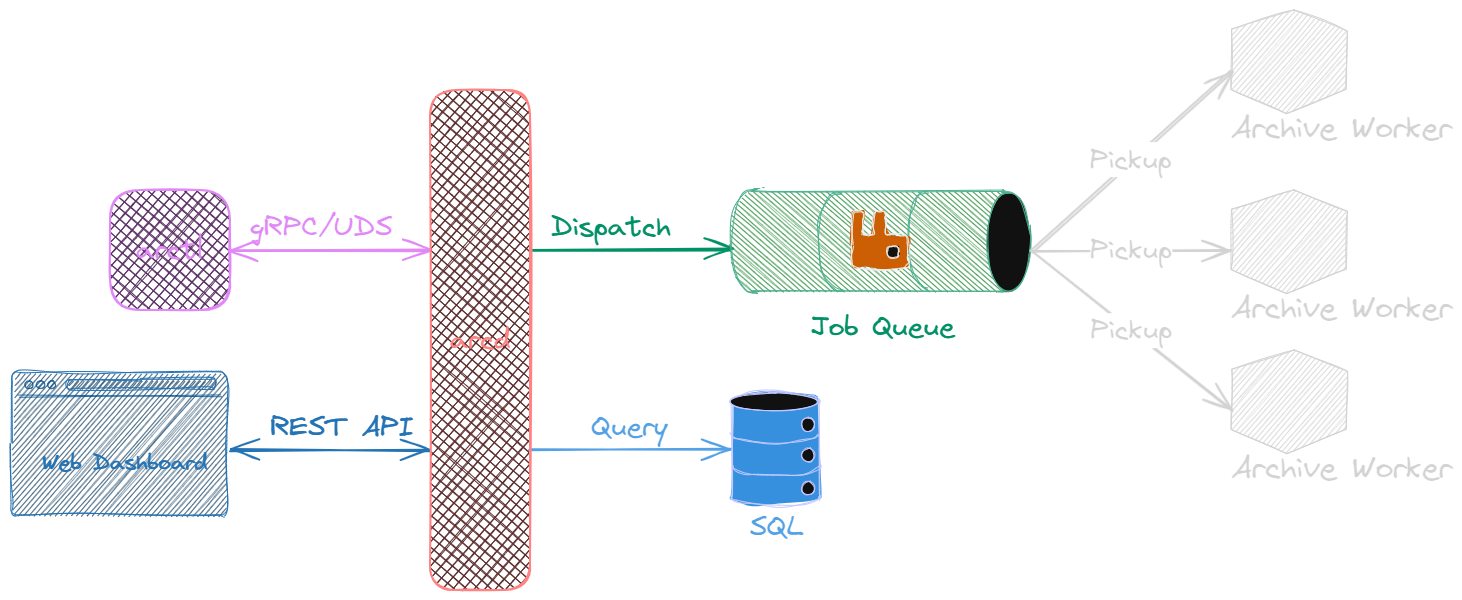 Archive Worker
Pickup
arctl
gRPC/UDS
Dispatch
Pickup
Archive Worker
Job Queue
Pickup
arcd
REST API
Query
Web Dashboard
Archive Worker
SQL